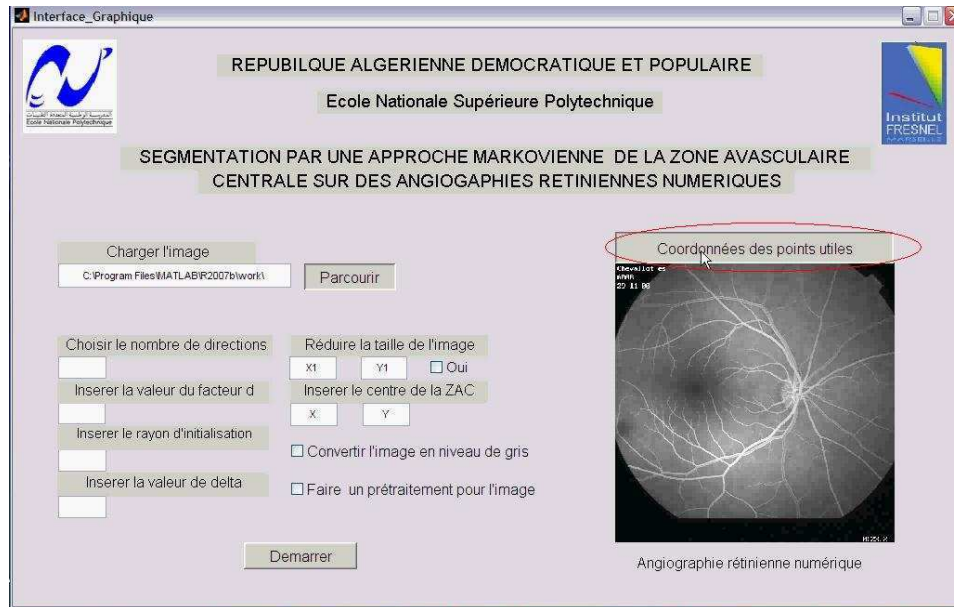 Interface_Graphique
REPUBILQUE ALGERIENNE DEMOCRATIQUE ET POPULAIRE
Ecole Nationale Supérieure Polytechnique
Ecole Nationale Polytechnique
Institut
FRESNEL
MARSEILLE
SEGMENTATION PAR UNE APPROCHE MARKOVIENNE DE LA ZONE AVASCULAIRE
CENTRALE SUR DES ANGIOGAPHIES RETINIENNES NUMERIQUES
Charger l'image
C:\Program Files\MATLAB\R2007b\work\
Parcourir
Coordonnées des points utiles
Choisir le nombre de directions
Réduire la taille de l'image
X1
Y1
Oui
Inserer la valeur du facteur d
Inserer le centre de la ZAC
X
Y
Inserer le rayon d'initialisation
Convertir l'image en niveau de gris
Inserer la valeur de delta
Faire un prétraitement pour l'image
Demarrer
Angiographie rétinienne numérique